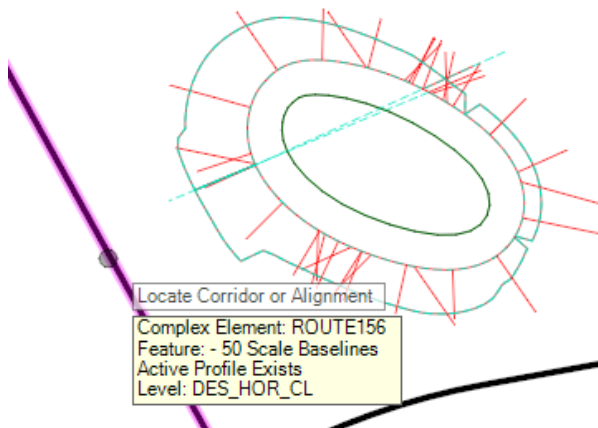 Locate Corridor or Alignment
Complex Element: ROUTE156
Feature: - 50 Scale Baselines
Active Profile Exists
Level: DES_HOR_CL